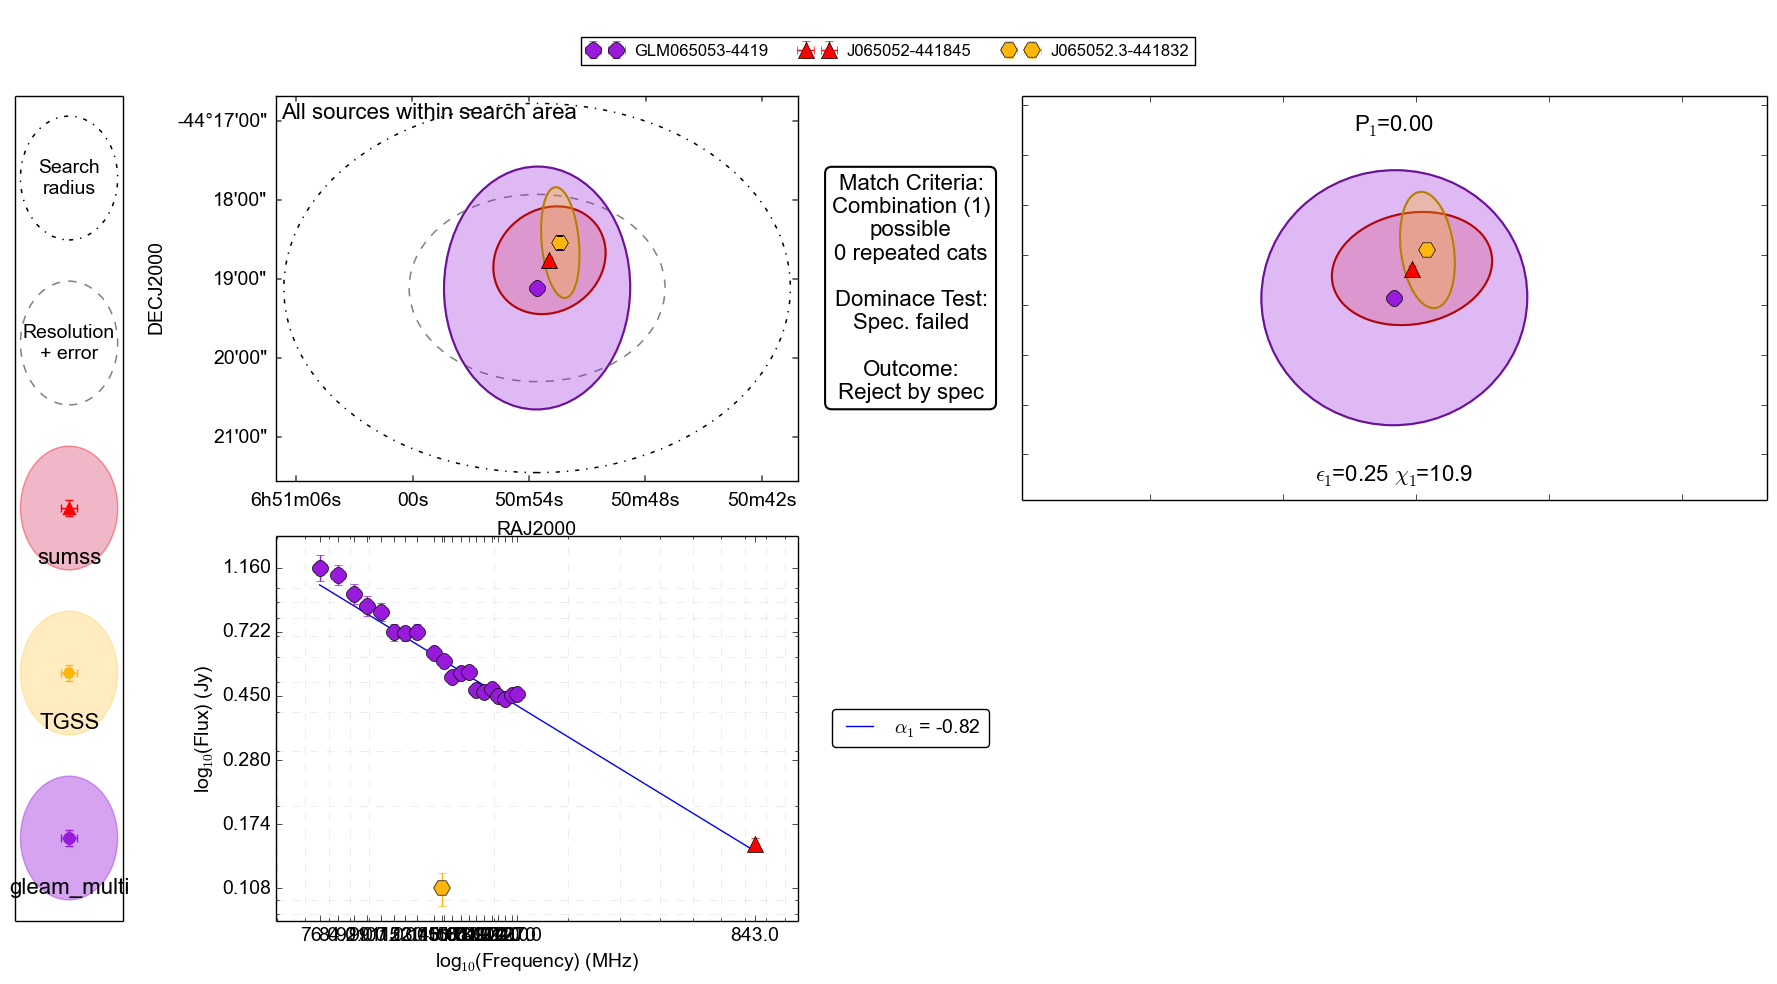 GLM065053-4419 J065052-441845 J065052.3-441832
Search
radius
Resolution
+ error
sumss
TGSS
gleam_multi
All sources within search area
-44°17'00"
18'00"
19'00"
20'00"
21'00"
DECJ2000
6h51m06s 00s 50m54s 50m48s 50m42s
RAJ2000
Match Criteria:
Combination (1)
possible
0 repeated cats
Dominace Test:
Spec. failed
Outcome:
Reject by spec
P₁=0.00
ϵ₁=0.25 χ₁=10.9
1.160
0.722
0.450
0.280
0.174
0.108
log₁₀(Flux) (Jy)
843.0
log₁₀(Frequency) (MHz)
α₁ = -0.82